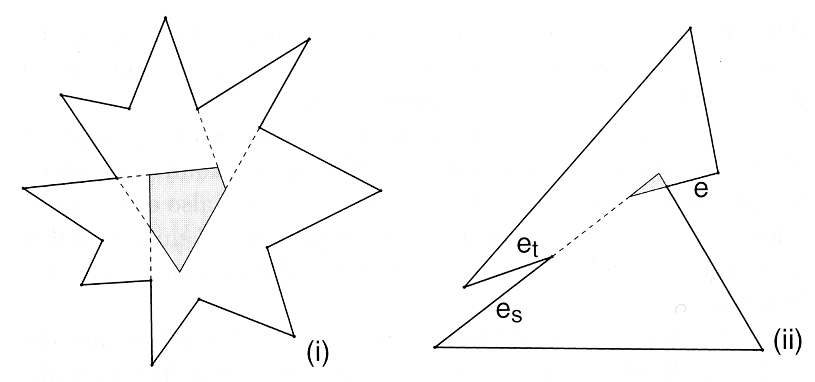 e
e_t
e_s
(i)
(ii)